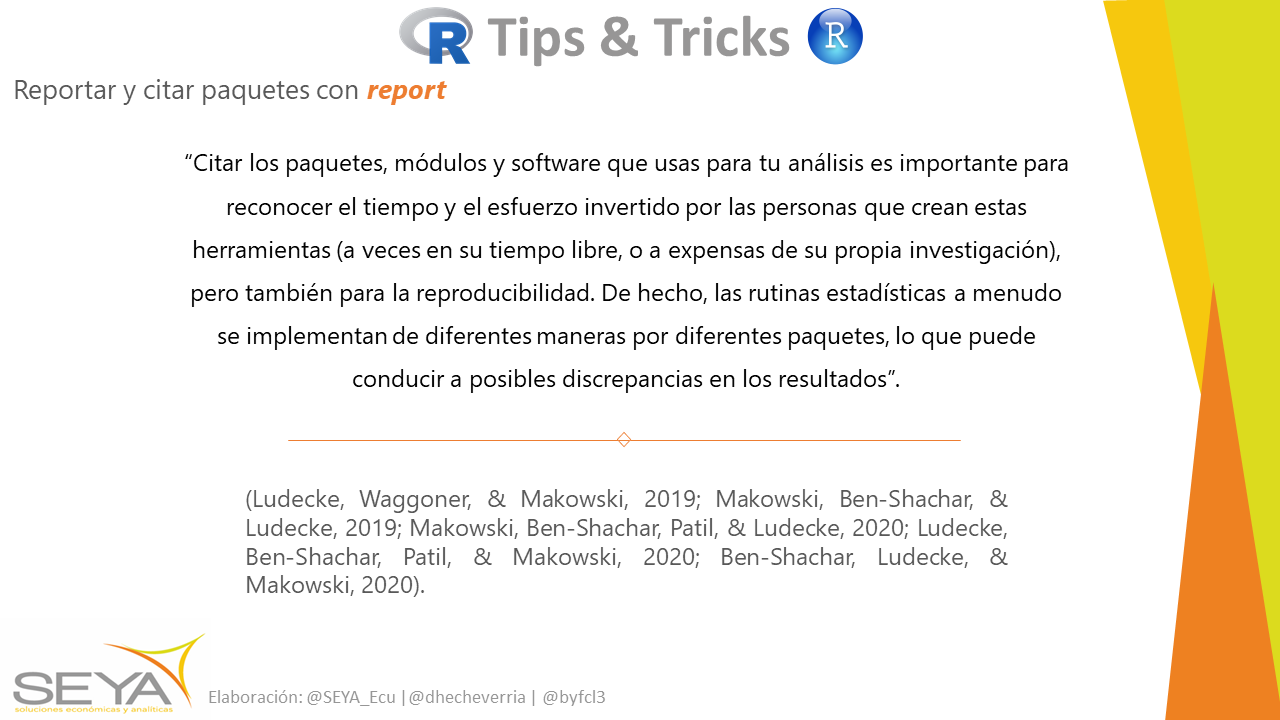 R Tips & Tricks R
Reportar y citar paquetes con report
“Citar los paquetes, módulos y software que usas para tu análisis es importante para
reconocer el tiempo y el esfuerzo invertido por las personas que crean estas
herramientas (a veces en su tiempo libre, o a expensas de su propia investigación),
pero también para la reproducibilidad. De hecho, las rutinas estadísticas a menudo
se implementan de diferentes maneras por diferentes paquetes, lo que puede
conducir a posibles discrepancias en los resultados”.
(Ludecke, Waggoner, & Makowski, 2019; Makowski, Ben-Shachar, &
Ludecke, 2019; Makowski, Ben-Shachar, Patil, & Ludecke, 2020; Ludecke,
Ben-Shachar, Patil, & Makowski, 2020; Ben-Shachar, Ludecke, &
Makowski, 2020).
SEYA
soluciones económicas y analíticas
Elaboración: @SEYA_Ecu |@dhecheverria | @byfcl3